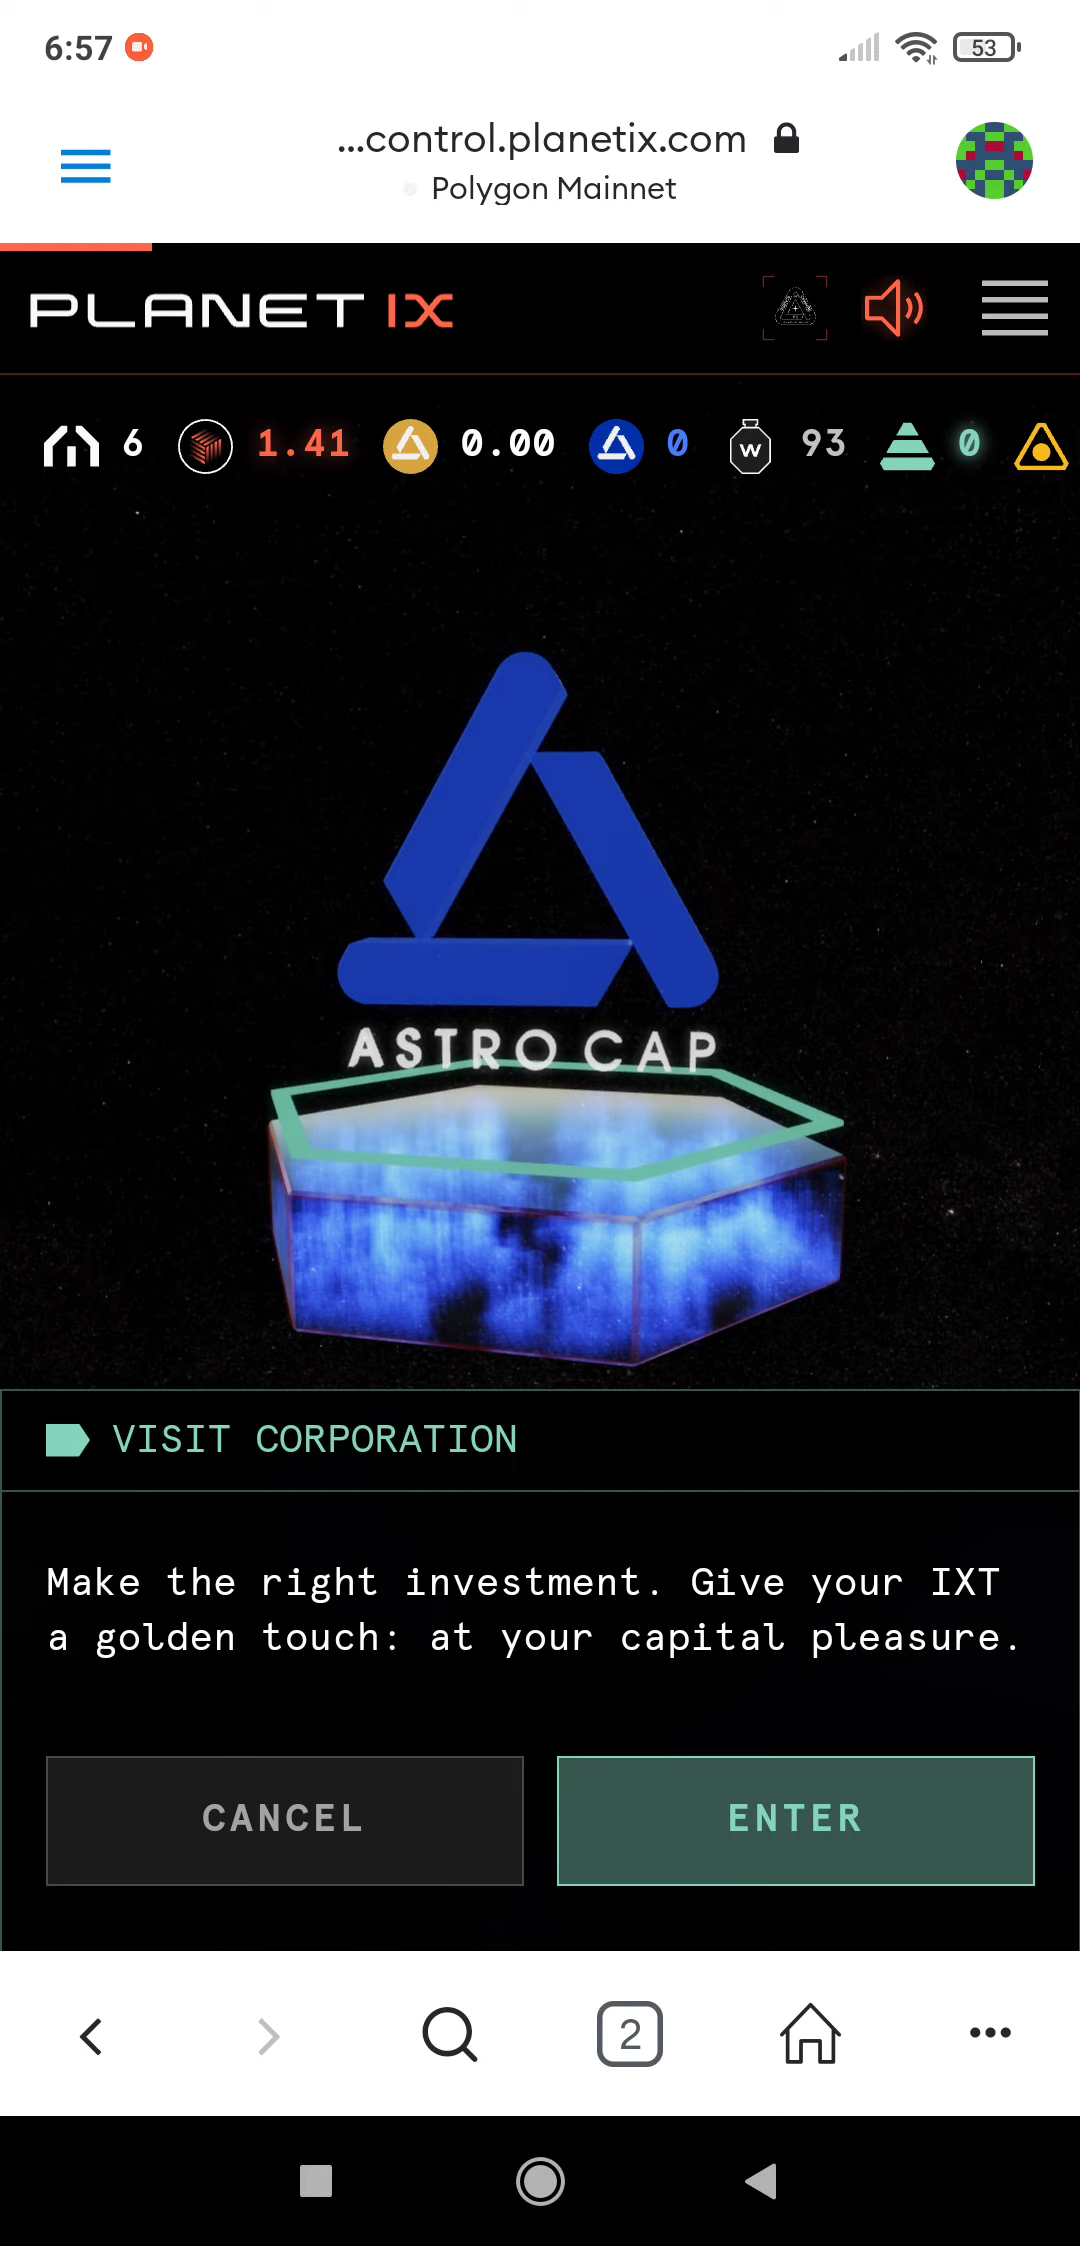 6:57
53
...control.planetix.com
Polygon Mainnet
PLANET IX
6 1.41 0.00 0 W 93 0
ASTRO CAP
VISIT CORPORATION
Make the right investment. Give your IXT
a golden touch: at your capital pleasure.
CANCEL ENTER
2